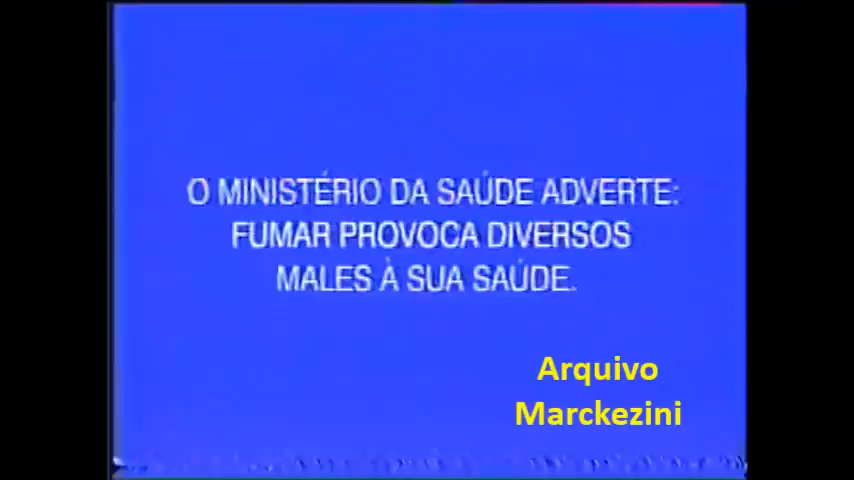 O MINISTÉRIO DA SAÚDE ADVERTE:
FUMAR PROVOCA DIVERSOS
MALES À SUA SAÚDE.
Arquivo
Marckezini